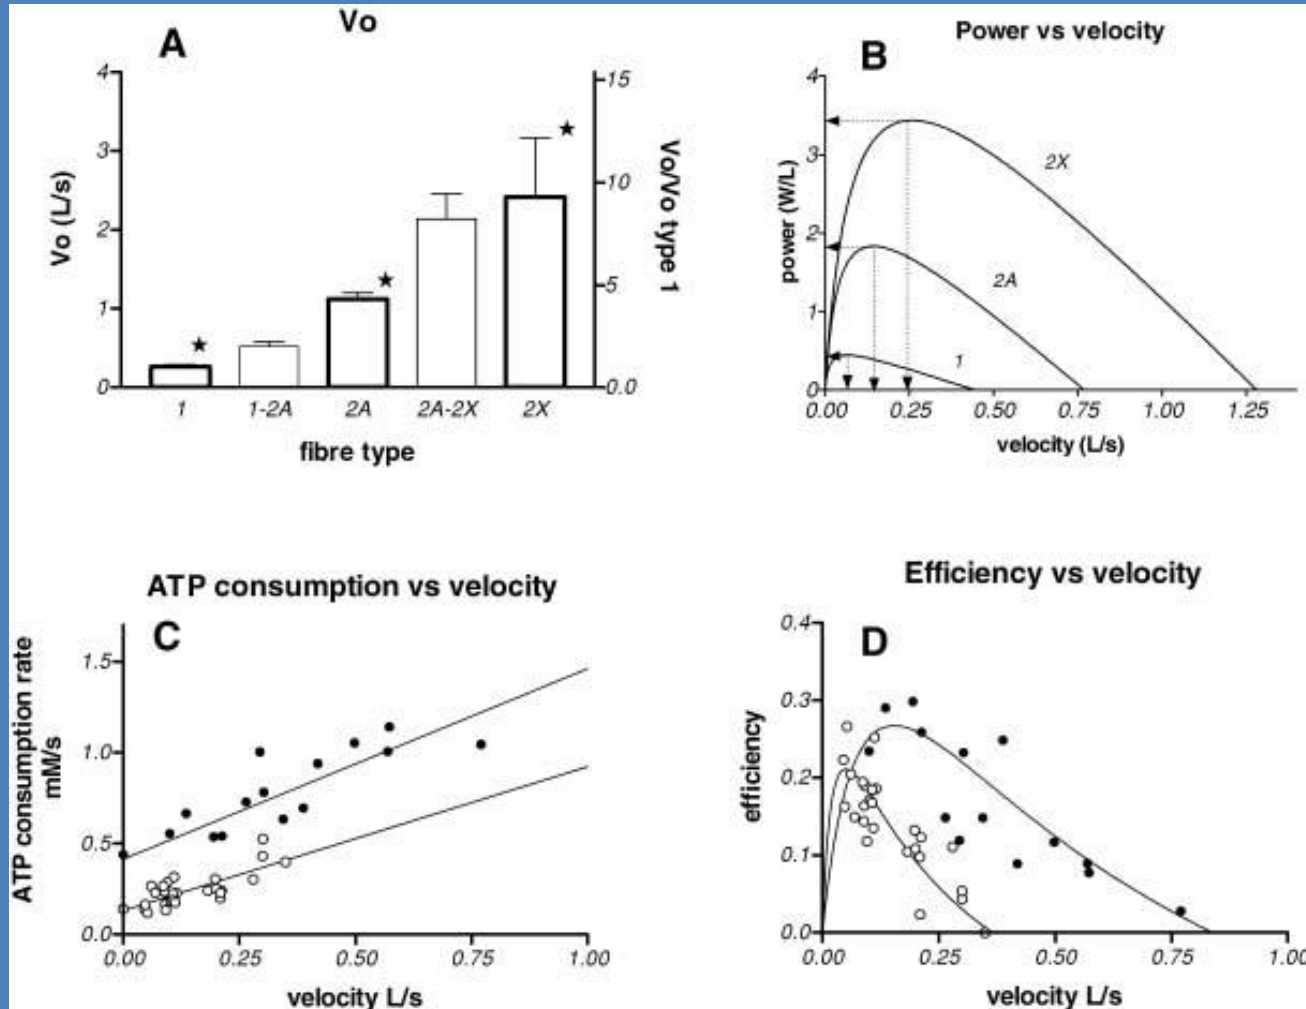 A
Vo
Vo (L/s)
4
3
2
1
0
15
10
5
0.0
Vo/Vo type 1
★
★
★
1
1-2A
2A
2A-2X
2X
fibre type
B
Power vs velocity
power (W/L)
4
3
2
1
0
2X
2A
1
0.00
0.25
0.50
0.75
1.00
1.25
velocity (L/s)
ATP consumption vs velocity
C
ATP consumption rate
mM/s
1.5
1.0
0.5
0.0
0.00
0.25
0.50
0.75
1.00
velocity L/s
Efficiency vs velocity
D
efficiency
0.4
0.3
0.2
0.1
0.0
0.00
0.25
0.50
0.75
1.00
velocity L/s